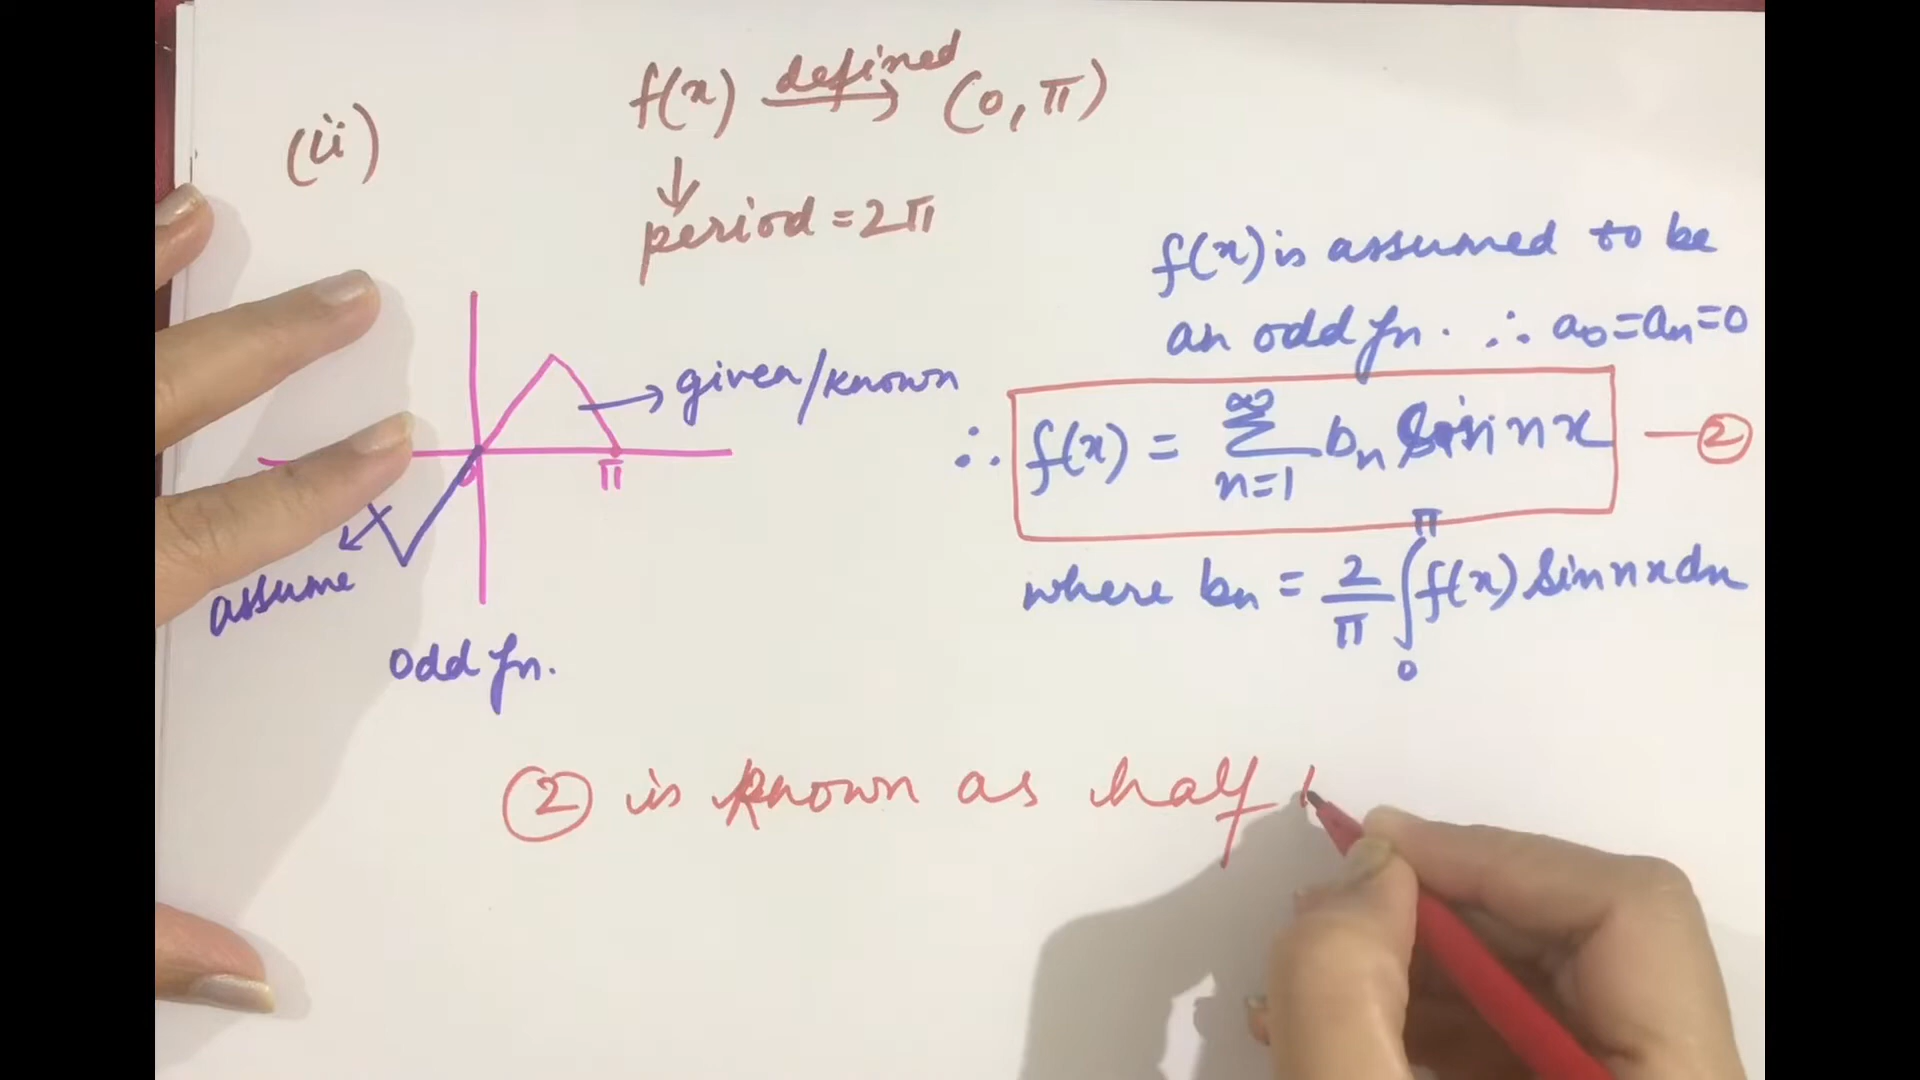 (ii)
f(x) defined → (0, π)
↓
period = 2π
f(x) is assumed to be
an odd fn. ∴ a₀ = aₙ = 0
→ given/known
π
0
assume
odd fn.
∴ f(x) = ∞ Σ n=1 bₙ sin nx — ②
where bₙ = 2/π ∫₀^π f(x) sin nx dx
② is known as half